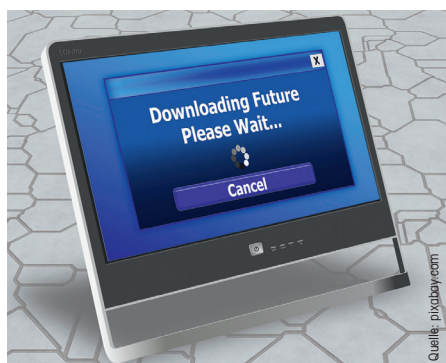 X
Downloading Future
Please Wait...
Cancel
Quelle: pixabay.com